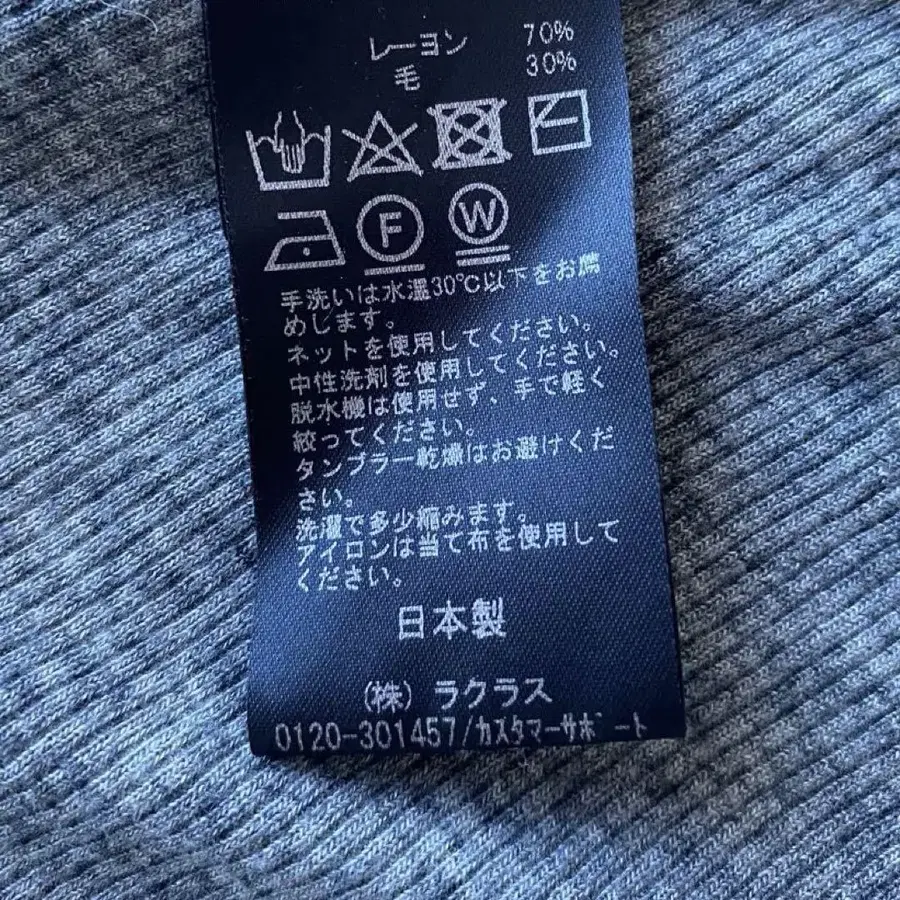 レーヨン 70%
毛 30%
F W
手洗いは水温30℃以下をお薦
めします。
ネットを使用してください。
中性洗剤を使用してください。
脱水機は使用せず、手で軽く
絞ってください。
タンブラー乾燥はお避けくだ
さい。
洗濯で多少縮みます。
アイロンは当て布を使用して
ください。
日本製
(株) ラクラス
0120-301457/カスタマーサポート